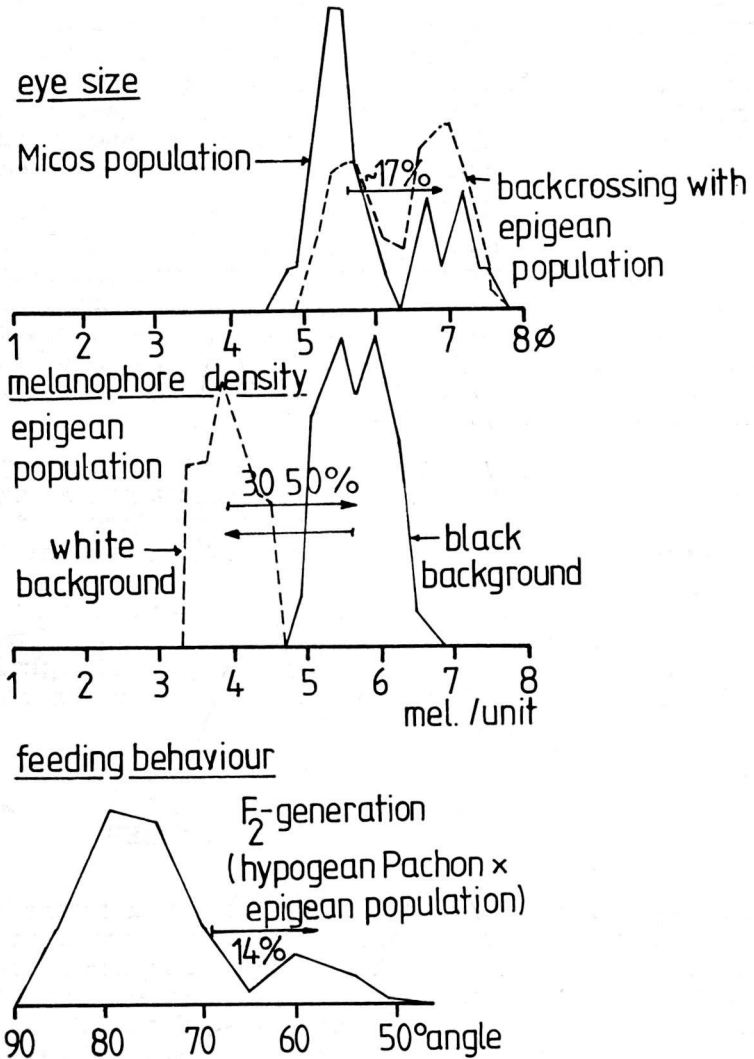 eye size
Micos population
~17%
backcrossing with
epigean
population
1 2 3 4 5 6 7 8Ø
melanophore density
epigean
population
30 50%
white
background
black
background
1 2 3 4 5 6 7 8
mel. /unit
feeding behaviour
F2-generation
(hypogean Pachon ×
epigean population)
14%
90 80 70 60 50°angle